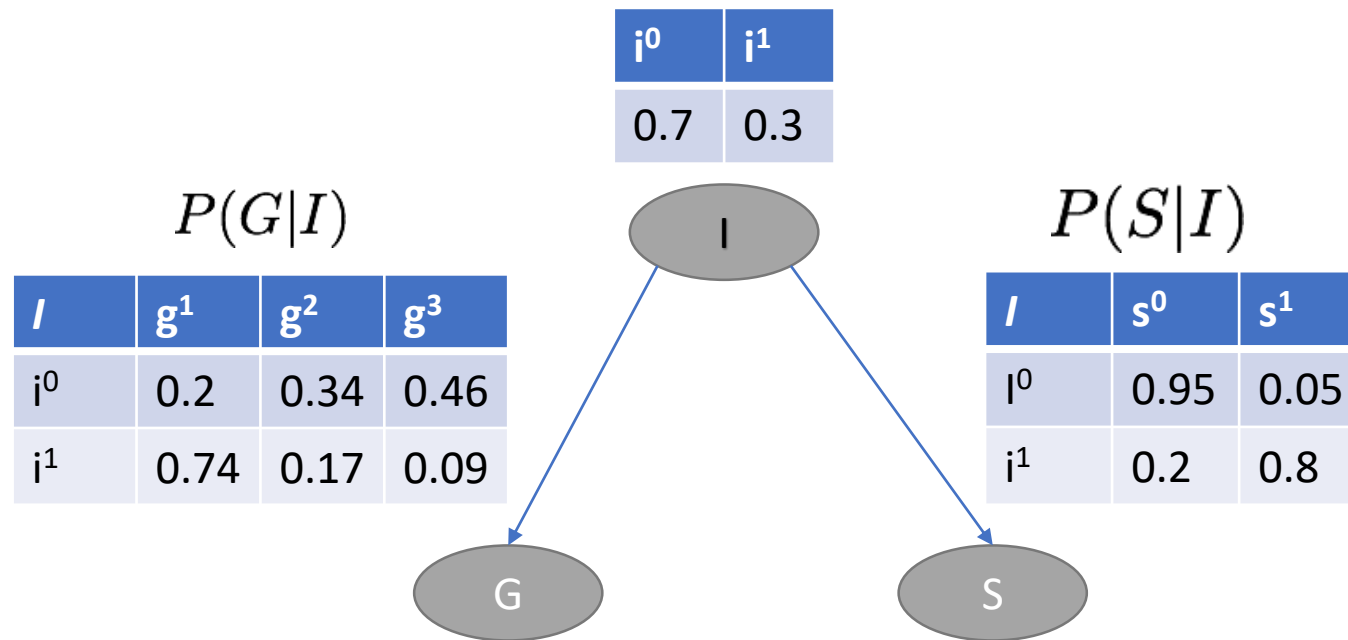 i⁰ i¹
0.7 0.3
P(G|I)
I
P(S|I)
I g¹ g² g³
i⁰ 0.2 0.34 0.46
i¹ 0.74 0.17 0.09
I s⁰ s¹
I⁰ 0.95 0.05
i¹ 0.2 0.8
G
S